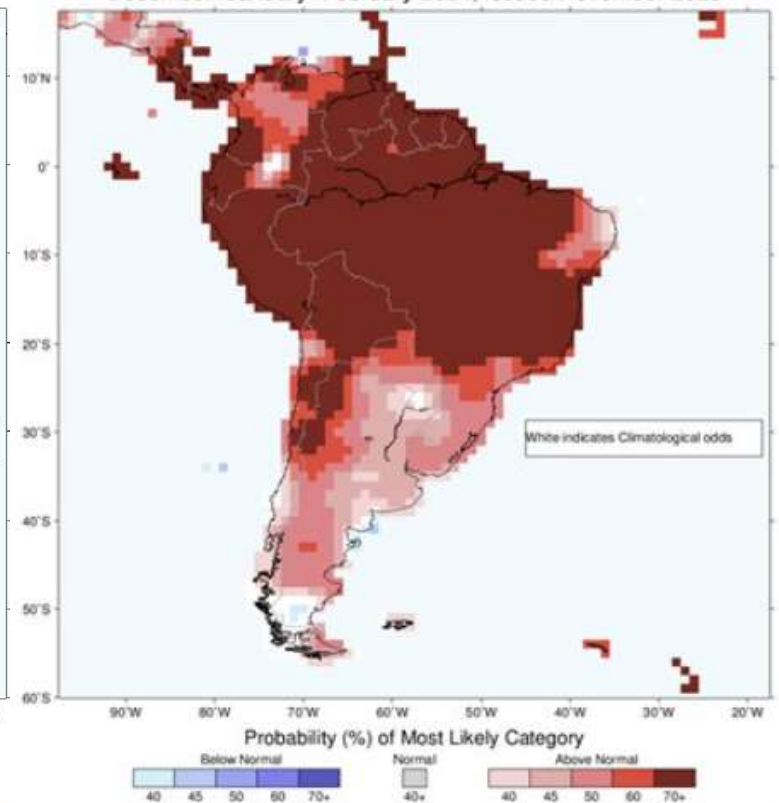 10°N
0°
10°S
20°S
30°S
40°S
50°S
60°S
White indicates Climatological odds
90°W 80°W 70°W 60°W 50°W 40°W 30°W 20°W
Probability (%) of Most Likely Category
Below Normal Normal Above Normal
40 45 50 60 70+ 40+ 40 45 50 60 70+